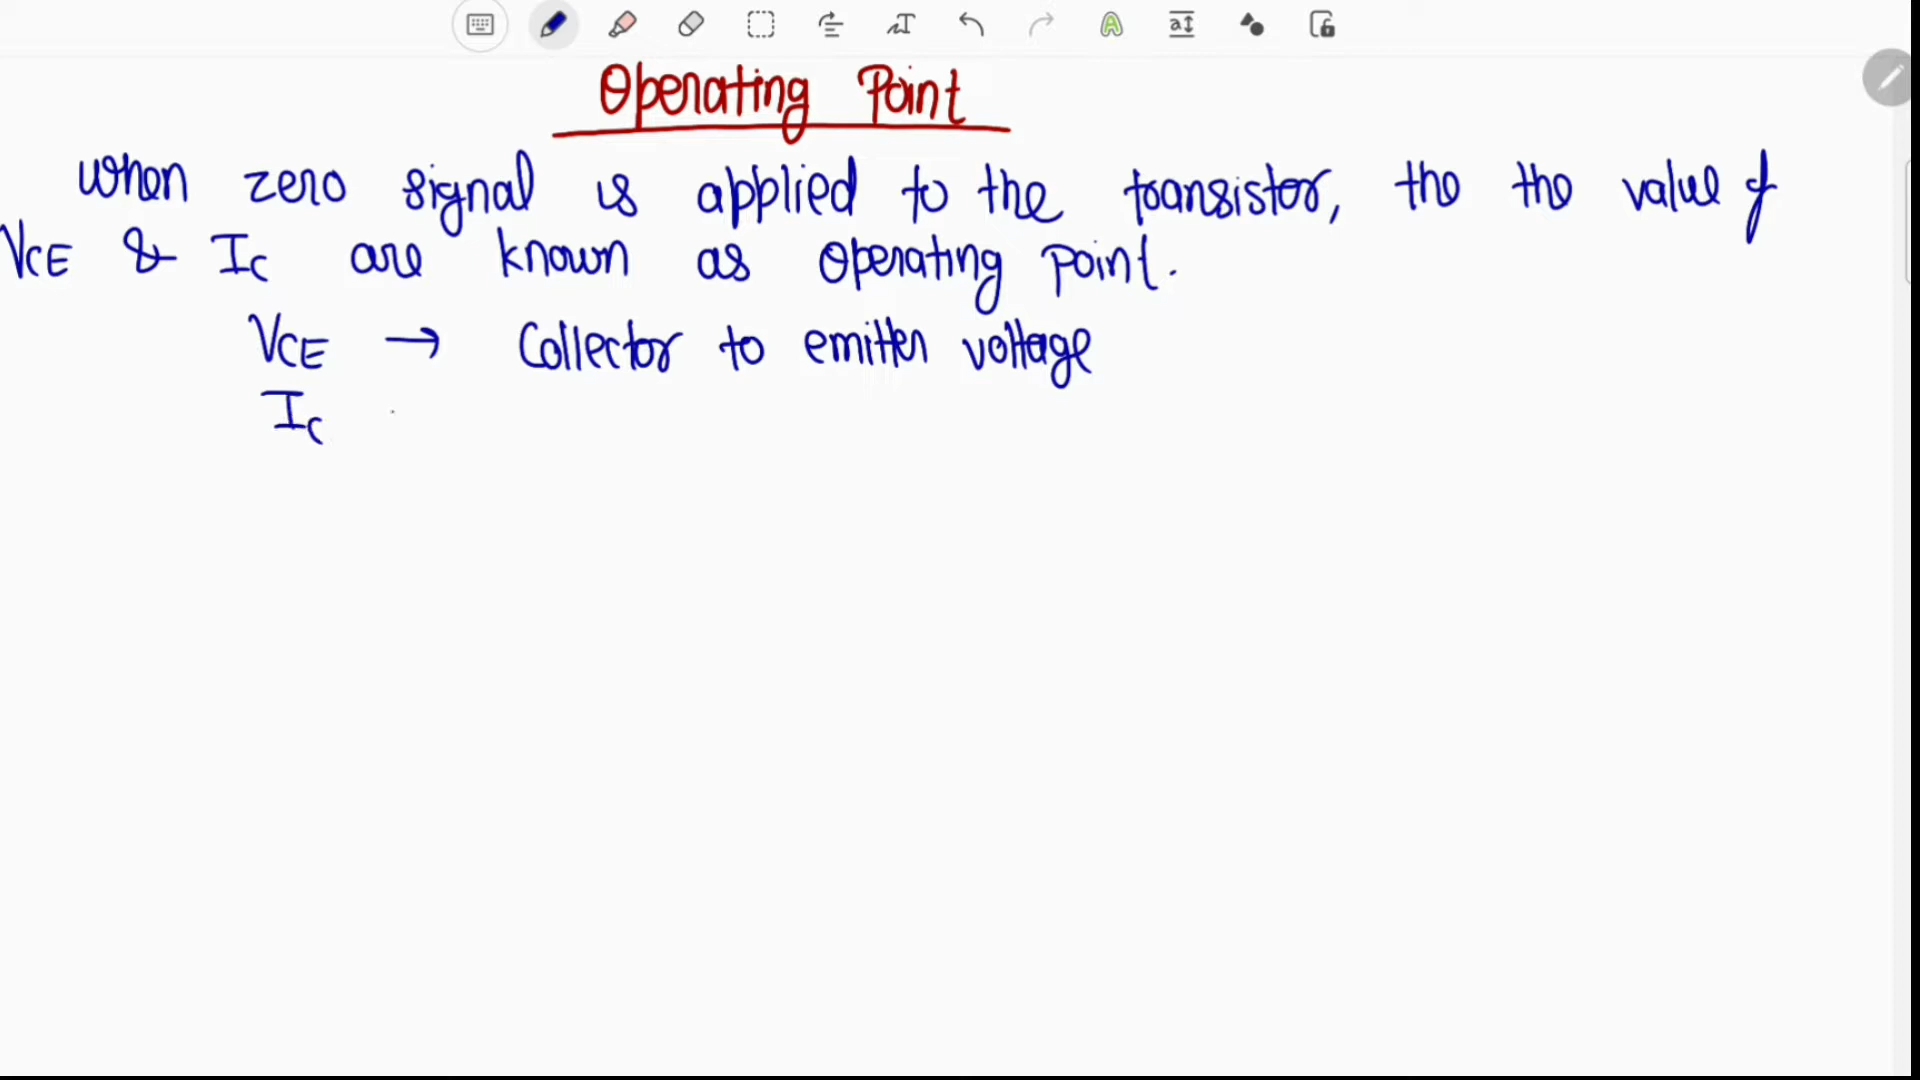 Operating Point
when zero signal is applied to the transistor, the the value of
VCE & IC are known as operating point.
VCE → Collector to emitter voltage
IC